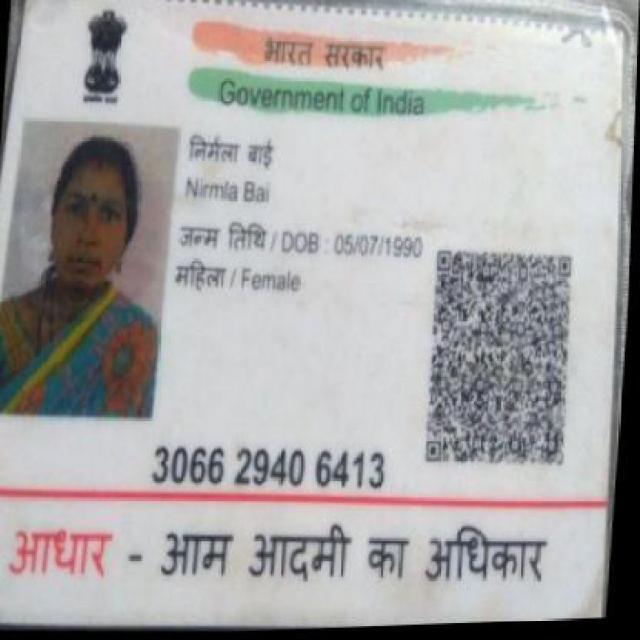 भारत सरकार
Government of India
निर्मला बाई
Nirmla Bai
जन्म तिथि / DOB : 05/07/1990
महिला / Female
3066 2940 6413
आधार - आम आदमी का अधिकार